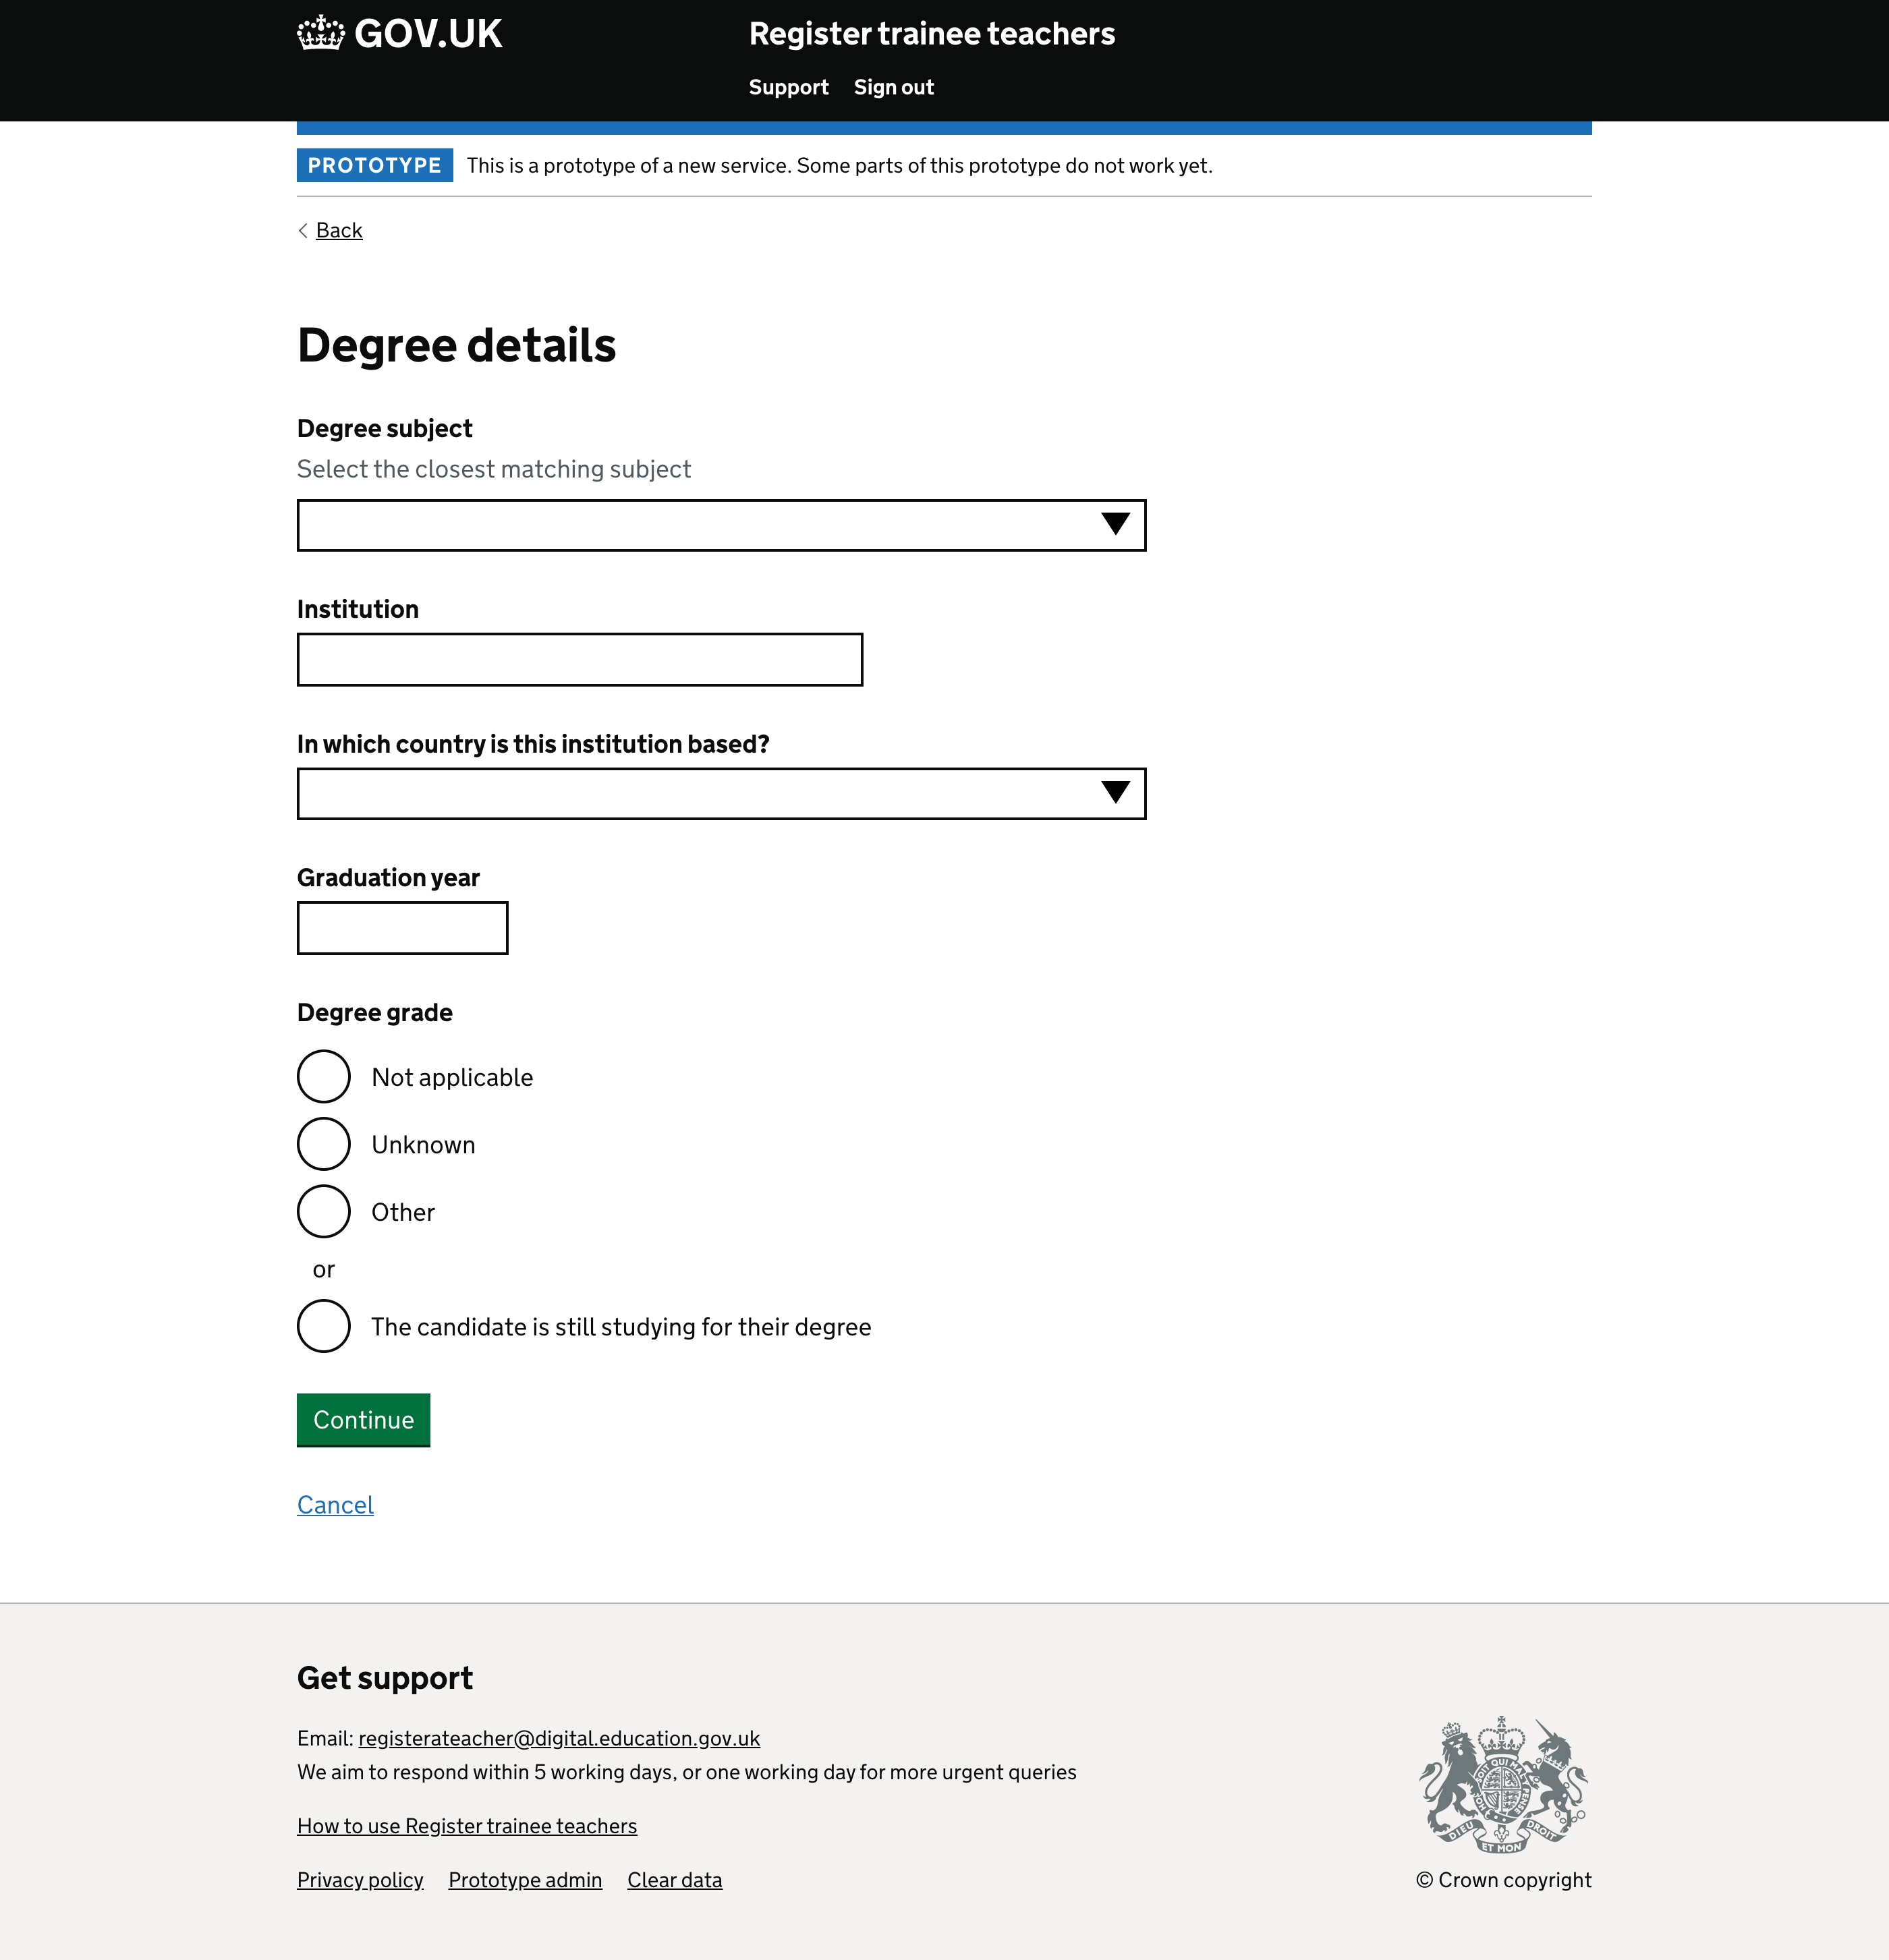 GOV.UK
Register trainee teachers
Support Sign out
PROTOTYPE This is a prototype of a new service. Some parts of this prototype do not work yet.
Back
Degree details
Degree subject
Select the closest matching subject
Institution
In which country is this institution based?
Graduation year
Degree grade
Not applicable
Unknown
Other
or
The candidate is still studying for their degree
Continue
Cancel
Get support
Email: registerateacher@digital.education.gov.uk
We aim to respond within 5 working days, or one working day for more urgent queries
How to use Register trainee teachers
Privacy policy Prototype admin Clear data
DIEU ET MON DROIT
© Crown copyright